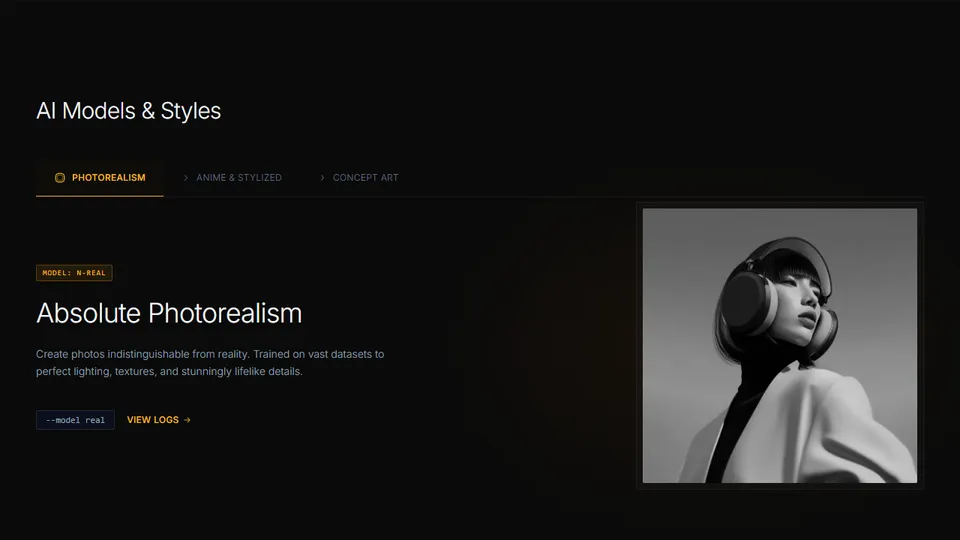 AI Models & Styles
PHOTOREALISM
ANIME & STYLIZED
CONCEPT ART
MODEL: N-REAL
Absolute Photorealism
Create photos indistinguishable from reality. Trained on vast datasets to
perfect lighting, textures, and stunningly lifelike details.
--model real
VIEW LOGS →